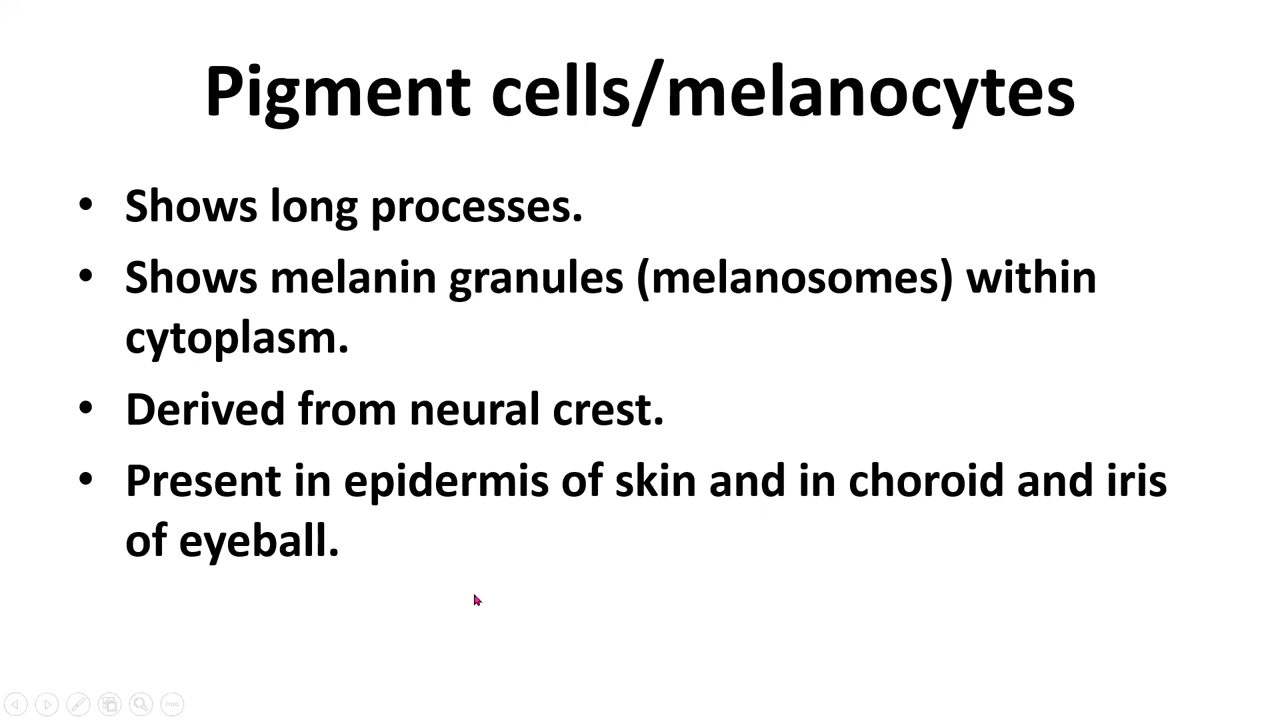 Pigment cells/melanocytes
• Shows long processes.
• Shows melanin granules (melanosomes) within
cytoplasm.
• Derived from neural crest.
• Present in epidermis of skin and in choroid and iris
of eyeball.